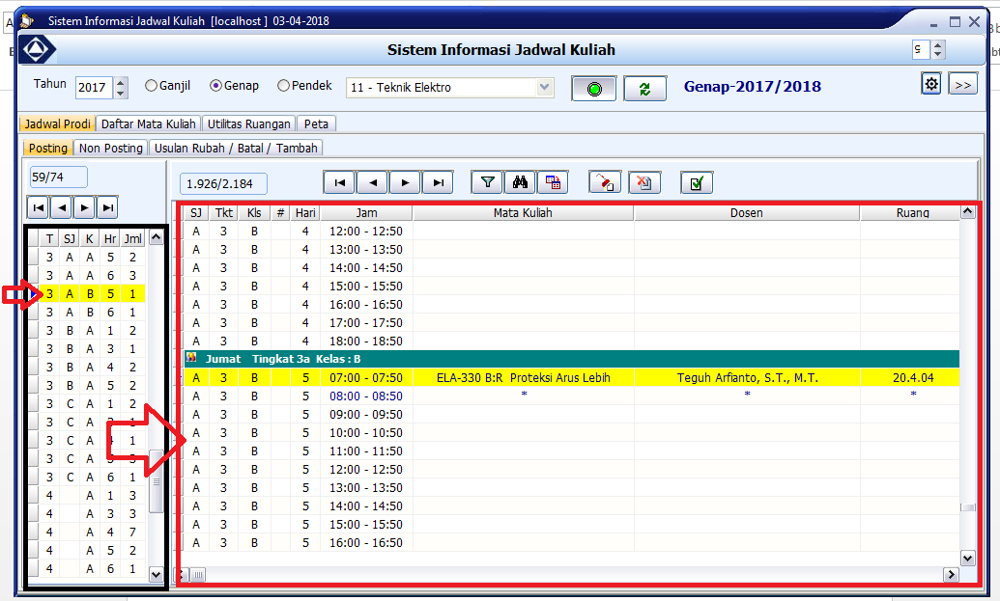 Sistem Informasi Jadwal Kuliah [localhost ] 03-04-2018
Sistem Informasi Jadwal Kuliah
Tahun 2017 Ganjil Genap Pendek 11 - Teknik Elektro Genap-2017/2018 >>
Jadwal Prodi Daftar Mata Kuliah Utilitas Ruangan Peta
Posting Non Posting Usulan Rubah / Batal / Tambah
59/74
1.926/2.184
T SJ K Hr Jml
3 A A 5 2
3 A A 6 3
3 A B 5 1
3 A B 6 1
3 B A 1 2
3 B A 3 1
3 B A 4 2
3 B A 5 2
3 C A 1 2
3 C A
3 C A 1
3 C A
3 C A 6 1
4 A 1 3
4 A 3 3
4 A 4 7
4 A 5 2
4 A 6 1
SJ Tkt Kls # Hari Jam Mata Kuliah Dosen Ruang
A 3 B 4 12:00 - 12:50
A 3 B 4 13:00 - 13:50
A 3 B 4 14:00 - 14:50
A 3 B 4 15:00 - 15:50
A 3 B 4 16:00 - 16:50
A 3 B 4 17:00 - 17:50
A 3 B 4 18:00 - 18:50
Jumat Tingkat 3a Kelas : B
A 3 B 5 07:00 - 07:50 ELA-330 B:R Proteksi Arus Lebih Teguh Arfianto, S.T., M.T. 20.4.04
A 3 B 5 08:00 - 08:50 * * *
A 3 B 5 09:00 - 09:50
A 3 B 5 10:00 - 10:50
A 3 B 5 11:00 - 11:50
A 3 B 5 12:00 - 12:50
A 3 B 5 13:00 - 13:50
A 3 B 5 14:00 - 14:50
A 3 B 5 15:00 - 15:50
A 3 B 5 16:00 - 16:50